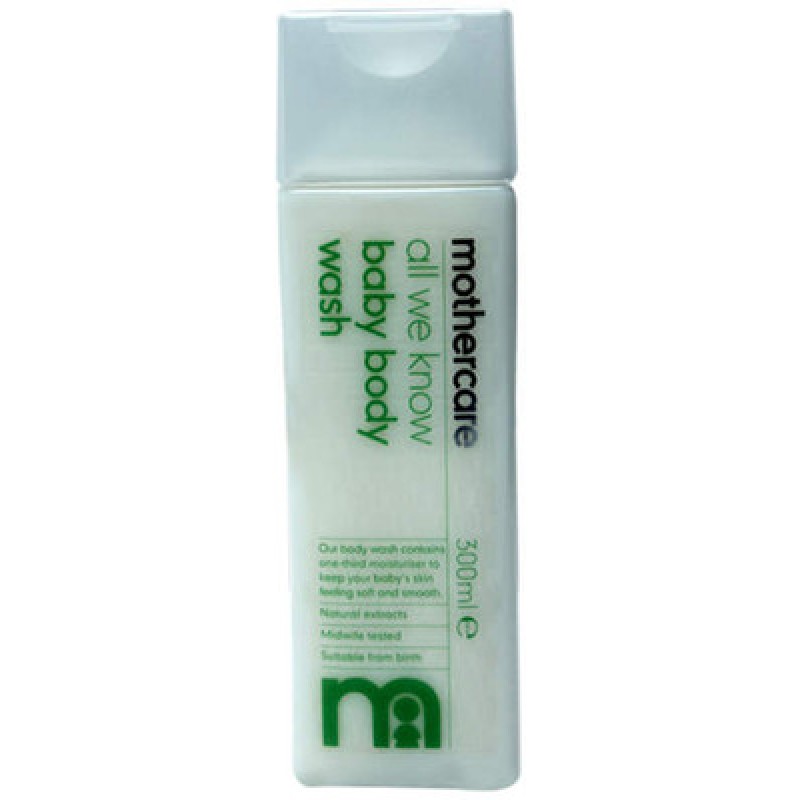 mothercare
all we know
baby body
wash
300ml e
Our body wash contains
one-third moisturiser to
keep your baby's skin
feeling soft and smooth.
Natural extracts
Midwife tested
Suitable from birth
m